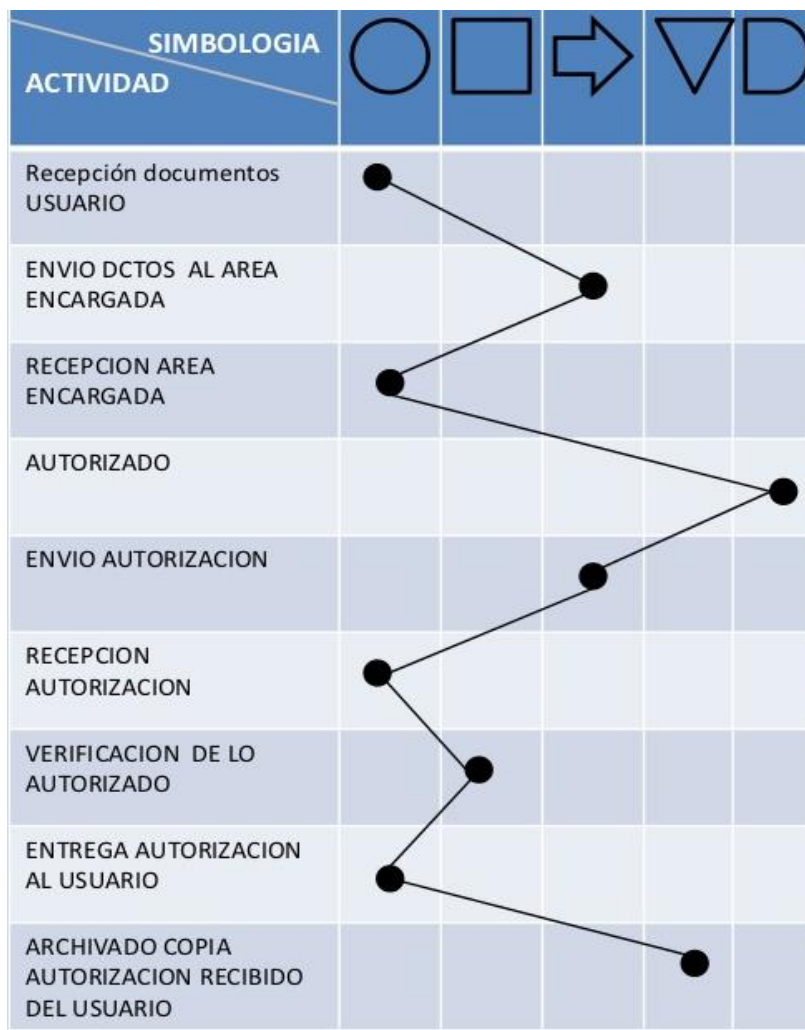 SIMBOLOGIA
ACTIVIDAD
Recepción documentos
USUARIO
ENVIO DCTOS AL AREA
ENCARGADA
RECEPCION AREA
ENCARGADA
AUTORIZADO
ENVIO AUTORIZACION
RECEPCION
AUTORIZACION
VERIFICACION DE LO
AUTORIZADO
ENTREGA AUTORIZACION
AL USUARIO
ARCHIVADO COPIA
AUTORIZACION RECIBIDO
DEL USUARIO